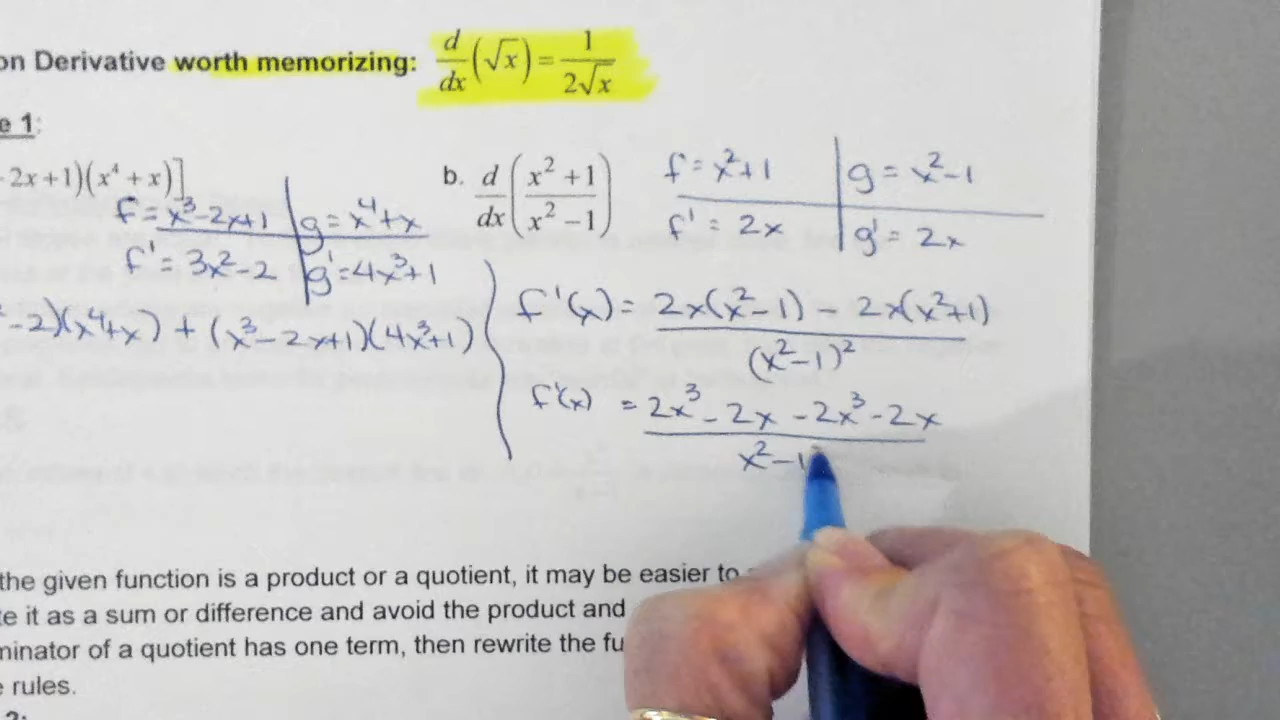 on Derivative worth memorizing: d/dx (√x) = 1/(2√x)
e 1:
- 2x+1)(x⁴ + x)]
f = x³-2x+1 | g = x⁴+x
f' = 3x²-2 | g' = 4x³+1
-2)(x⁴+x) + (x³-2x+1)(4x³+1)
b. d/dx ((x² +1)/(x² −1))
f = x²+1 | g = x²-1
f' = 2x | g' = 2x
f'(x) = (2x(x²-1) - 2x(x²+1))/(x²-1)²
f'(x) = (2x³ - 2x - 2x³ - 2x)/(x²-1
the given function is a product or a quotient, it may be easier to
te it as a sum or difference and avoid the product and
minator of a quotient has one term, then rewrite the fu
e rules.